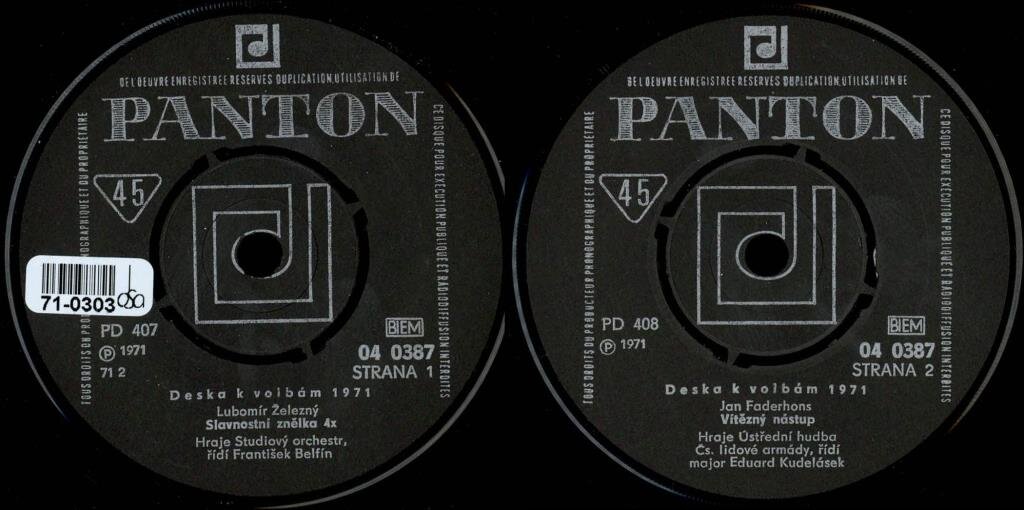 DE L'OEUVRE ENREGISTREE RESERVES DUPLICATION,UTILISATION DE
PANTON
CE DISQUE POUR EXECUTION PUBLIQUE ET RADIODIFFUSION INTERDITES
TOUS DROITS DU PRO NOGRAPHIQUE ET DU PROPRIETAIRE
45
71-0303 osa
PD 407
℗ 1971
71 2
BIEM
04 0387
STRANA 1
Deska k volbám 1971
Lubomír Železný
Slavnostní znělka 4x
Hraje Studiový orchestr,
řídí František Belfín
DE L'OEUVRE ENREGISTREE RESERVES DUPLICATION,UTILISATION DE
PANTON
CE DISQUE POUR EXECUTION PUBLIQUE ET RADIODIFFUSION INTERDITES
TOUS DROITS DU PRODUCTEUR PHONOGRAPHIQUE ET DU PROPRIETAIRE
45
PD 408
℗ 1971
BIEM
04 0387
STRANA 2
Deska k volbám 1971
Jan Faderhons
Vítězný nástup
Hraje Ústřední hudba
Čs. lidové armády, řídí
major Eduard Kudelásek